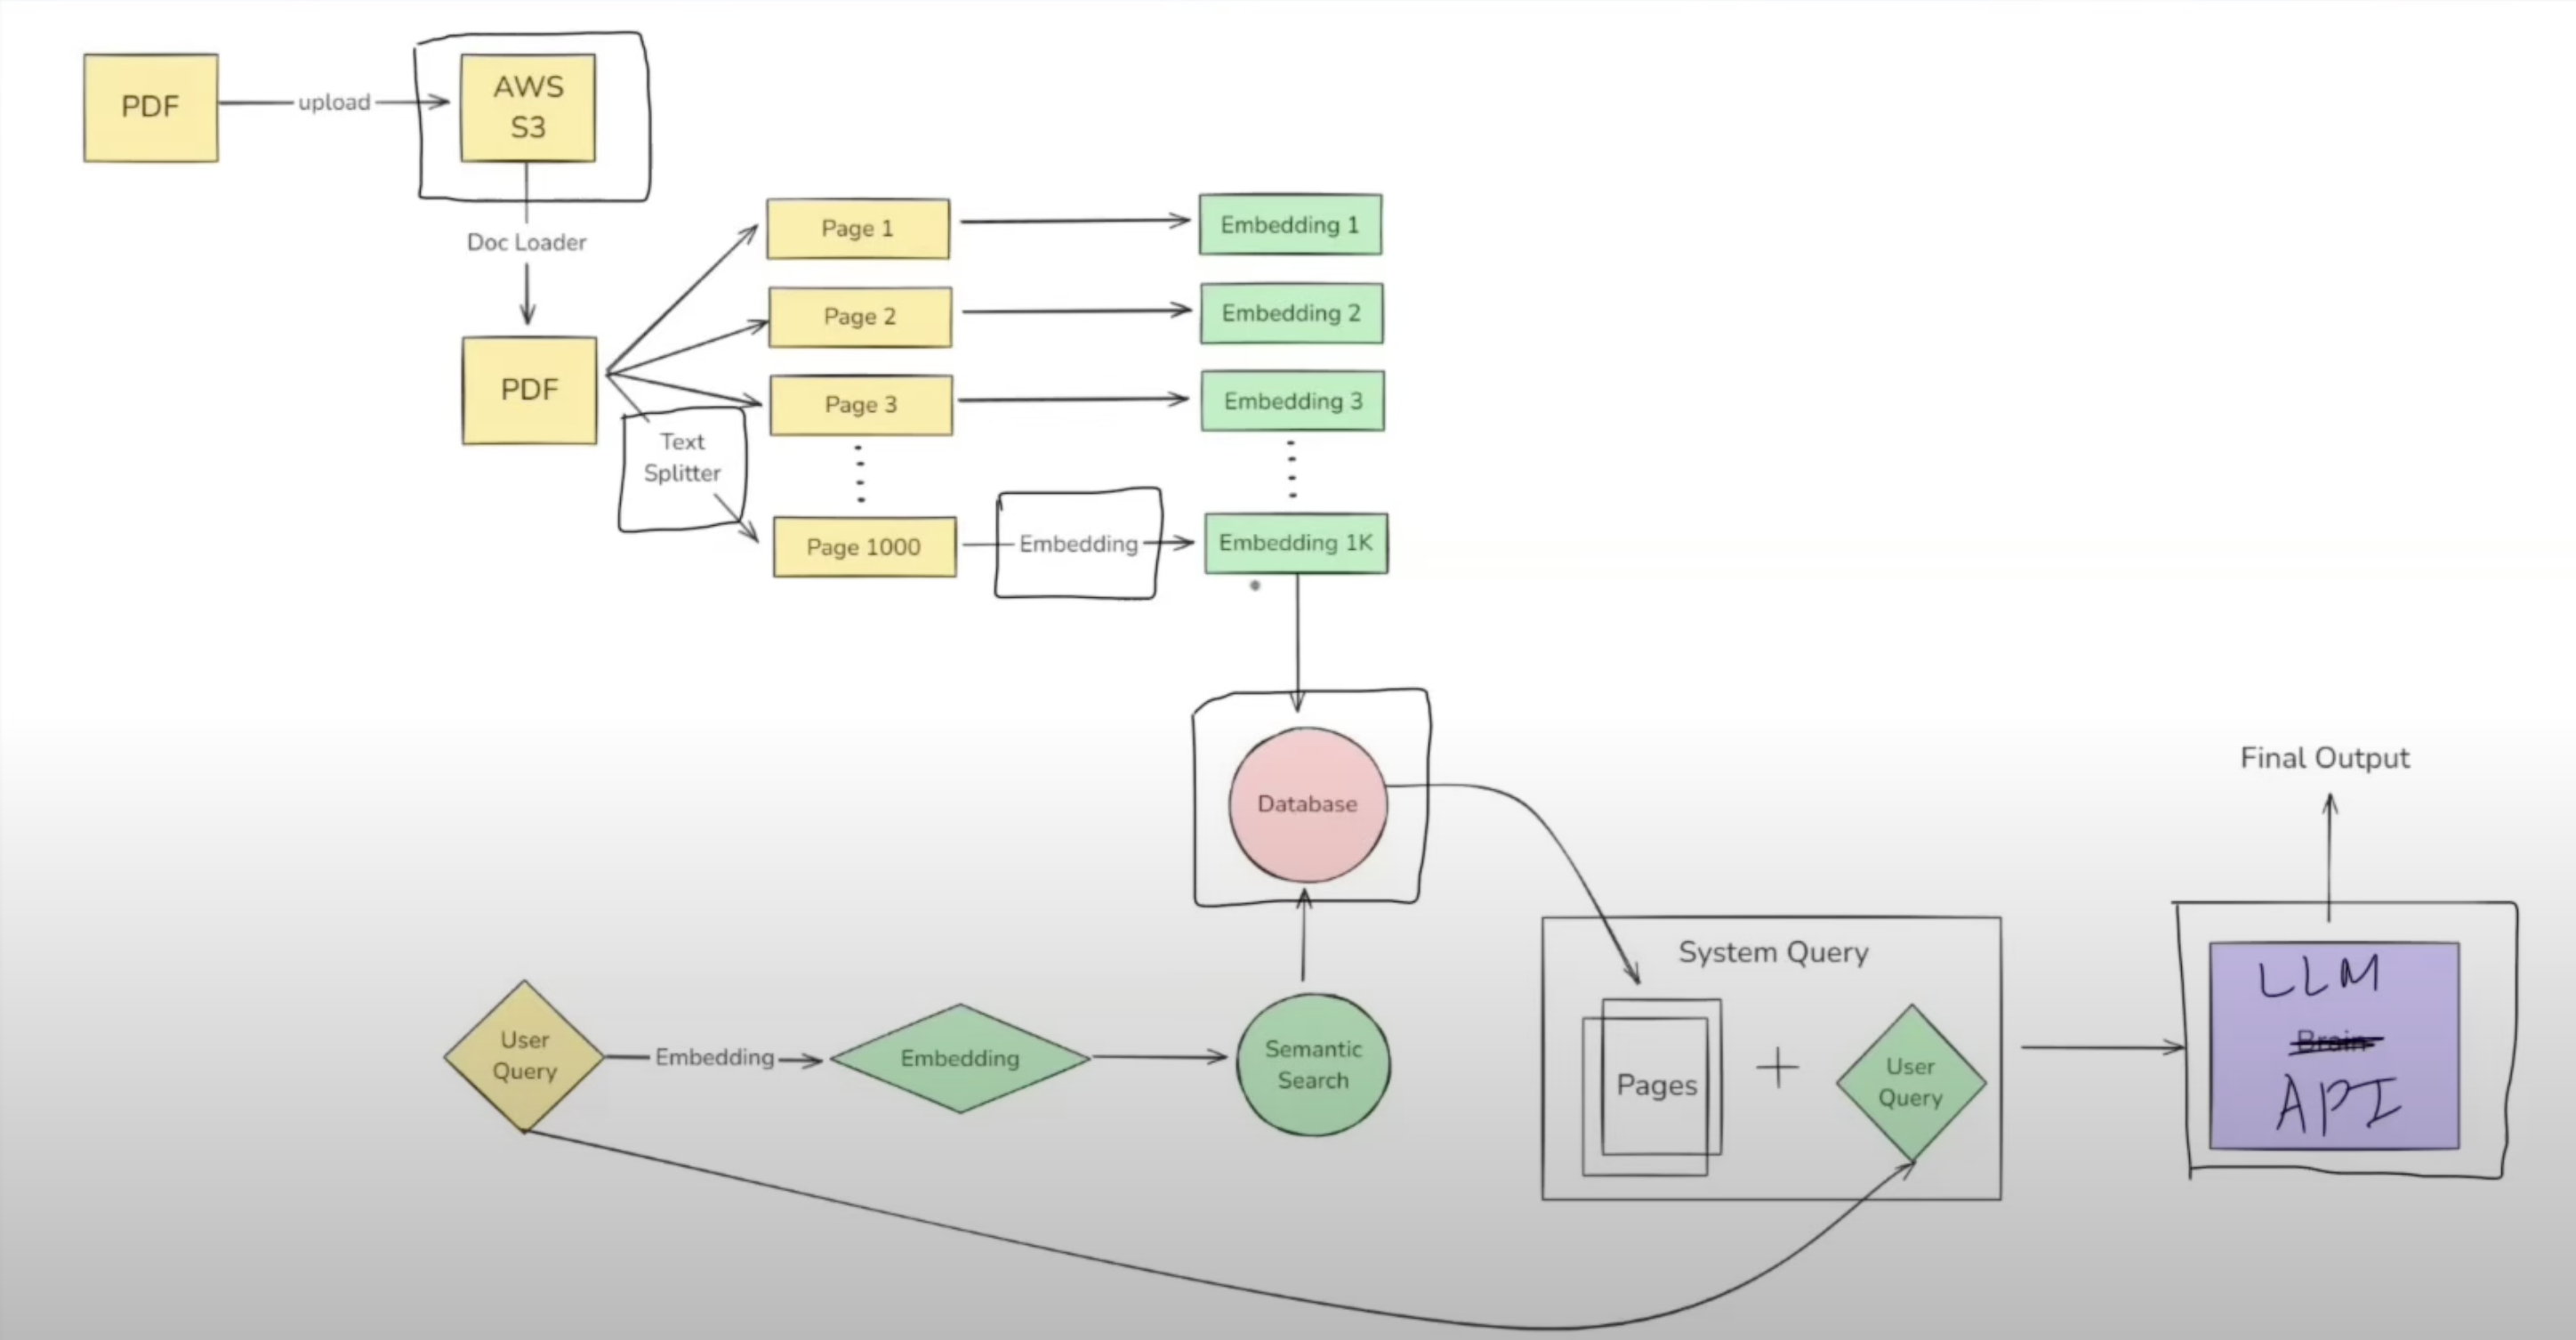 PDF
upload
AWS
S3
Doc Loader
PDF
Text
Splitter
Page 1
Page 2
Page 3
Page 1000
Embedding
Embedding 1
Embedding 2
Embedding 3
Embedding 1K
Database
User
Query
Embedding
Embedding
Semantic
Search
System Query
Pages
+
User
Query
Final Output
LLM
Brain
API